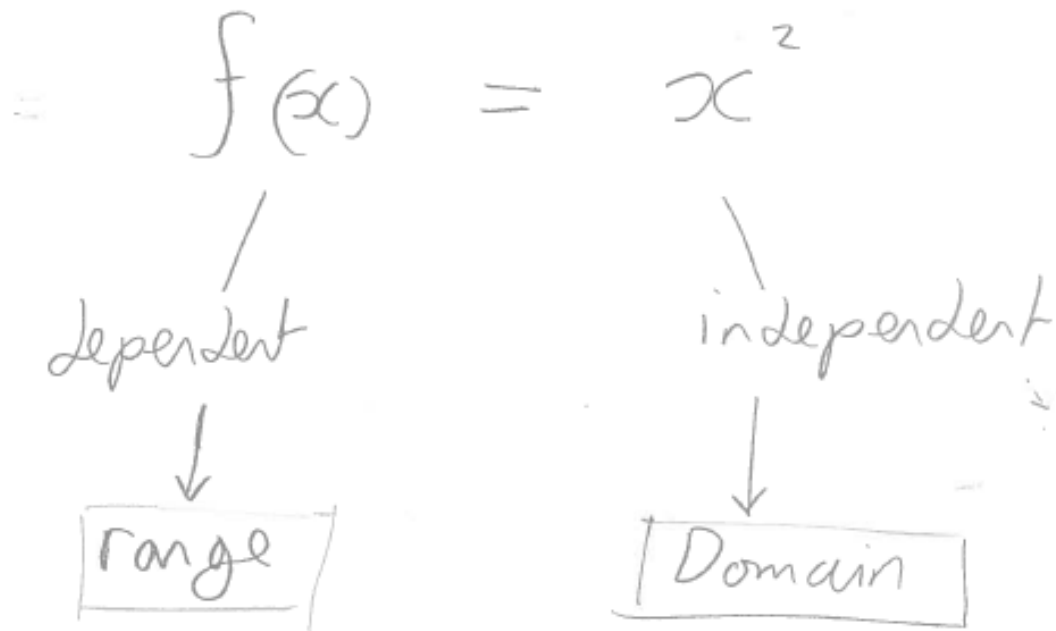 f(x) = x²
dependent independent
range Domain